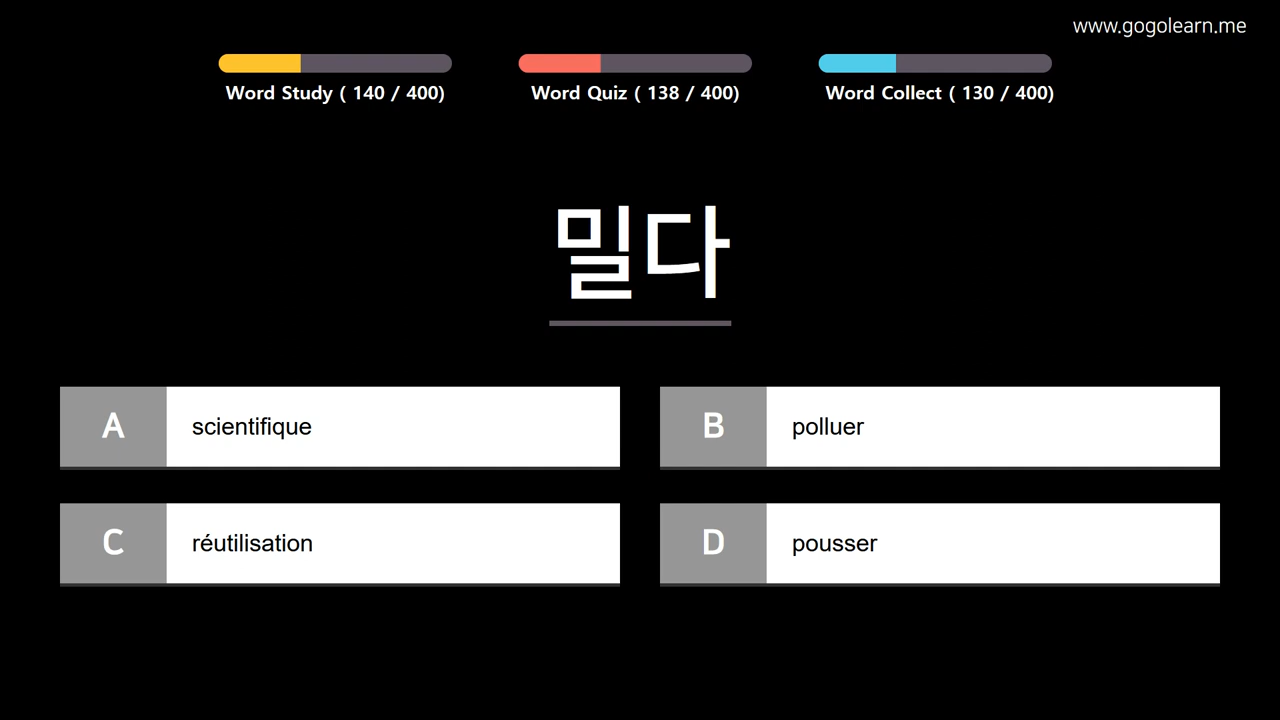 www.gogolearn.me
Word Study ( 140 / 400)
Word Quiz ( 138 / 400)
Word Collect ( 130 / 400)
밀다
A
scientifique
B
polluer
C
réutilisation
D
pousser